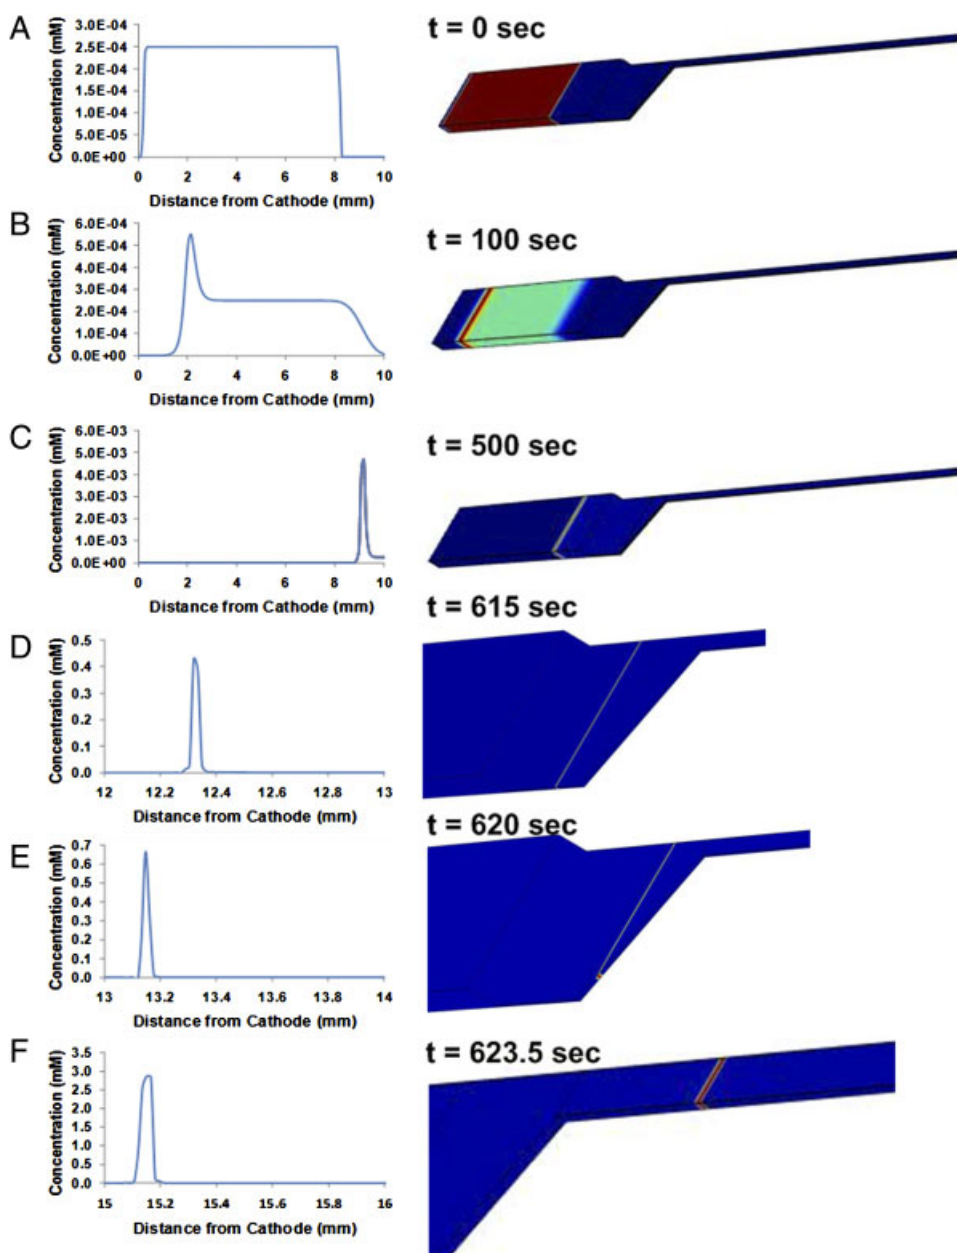 A
t = 0 sec
Concentration (mM)
3.0E-04
2.5E-04
2.0E-04
1.5E-04
1.0E-04
5.0E-05
0.0E+00
0 2 4 6 8 10
Distance from Cathode (mm)
B
t = 100 sec
Concentration (mM)
6.0E-04
5.0E-04
4.0E-04
3.0E-04
2.0E-04
1.0E-04
0.0E+00
0 2 4 6 8 10
Distance from Cathode (mm)
C
t = 500 sec
Concentration (mM)
6.0E-03
5.0E-03
4.0E-03
3.0E-03
2.0E-03
1.0E-03
0.0E+00
0 2 4 6 8 10
Distance from Cathode (mm)
D
t = 615 sec
Concentration (mM)
0.5
0.4
0.3
0.2
0.1
0.0
12 12.2 12.4 12.6 12.8 13
Distance from Cathode (mm)
E
t = 620 sec
Concentration (mM)
0.7
0.6
0.5
0.4
0.3
0.2
0.1
0.0
13 13.2 13.4 13.6 13.8 14
Distance from Cathode (mm)
F
t = 623.5 sec
Concentration (mM)
3.5
3.0
2.5
2.0
1.5
1.0
0.5
0.0
15 15.2 15.4 15.6 15.8 16
Distance from Cathode (mm)